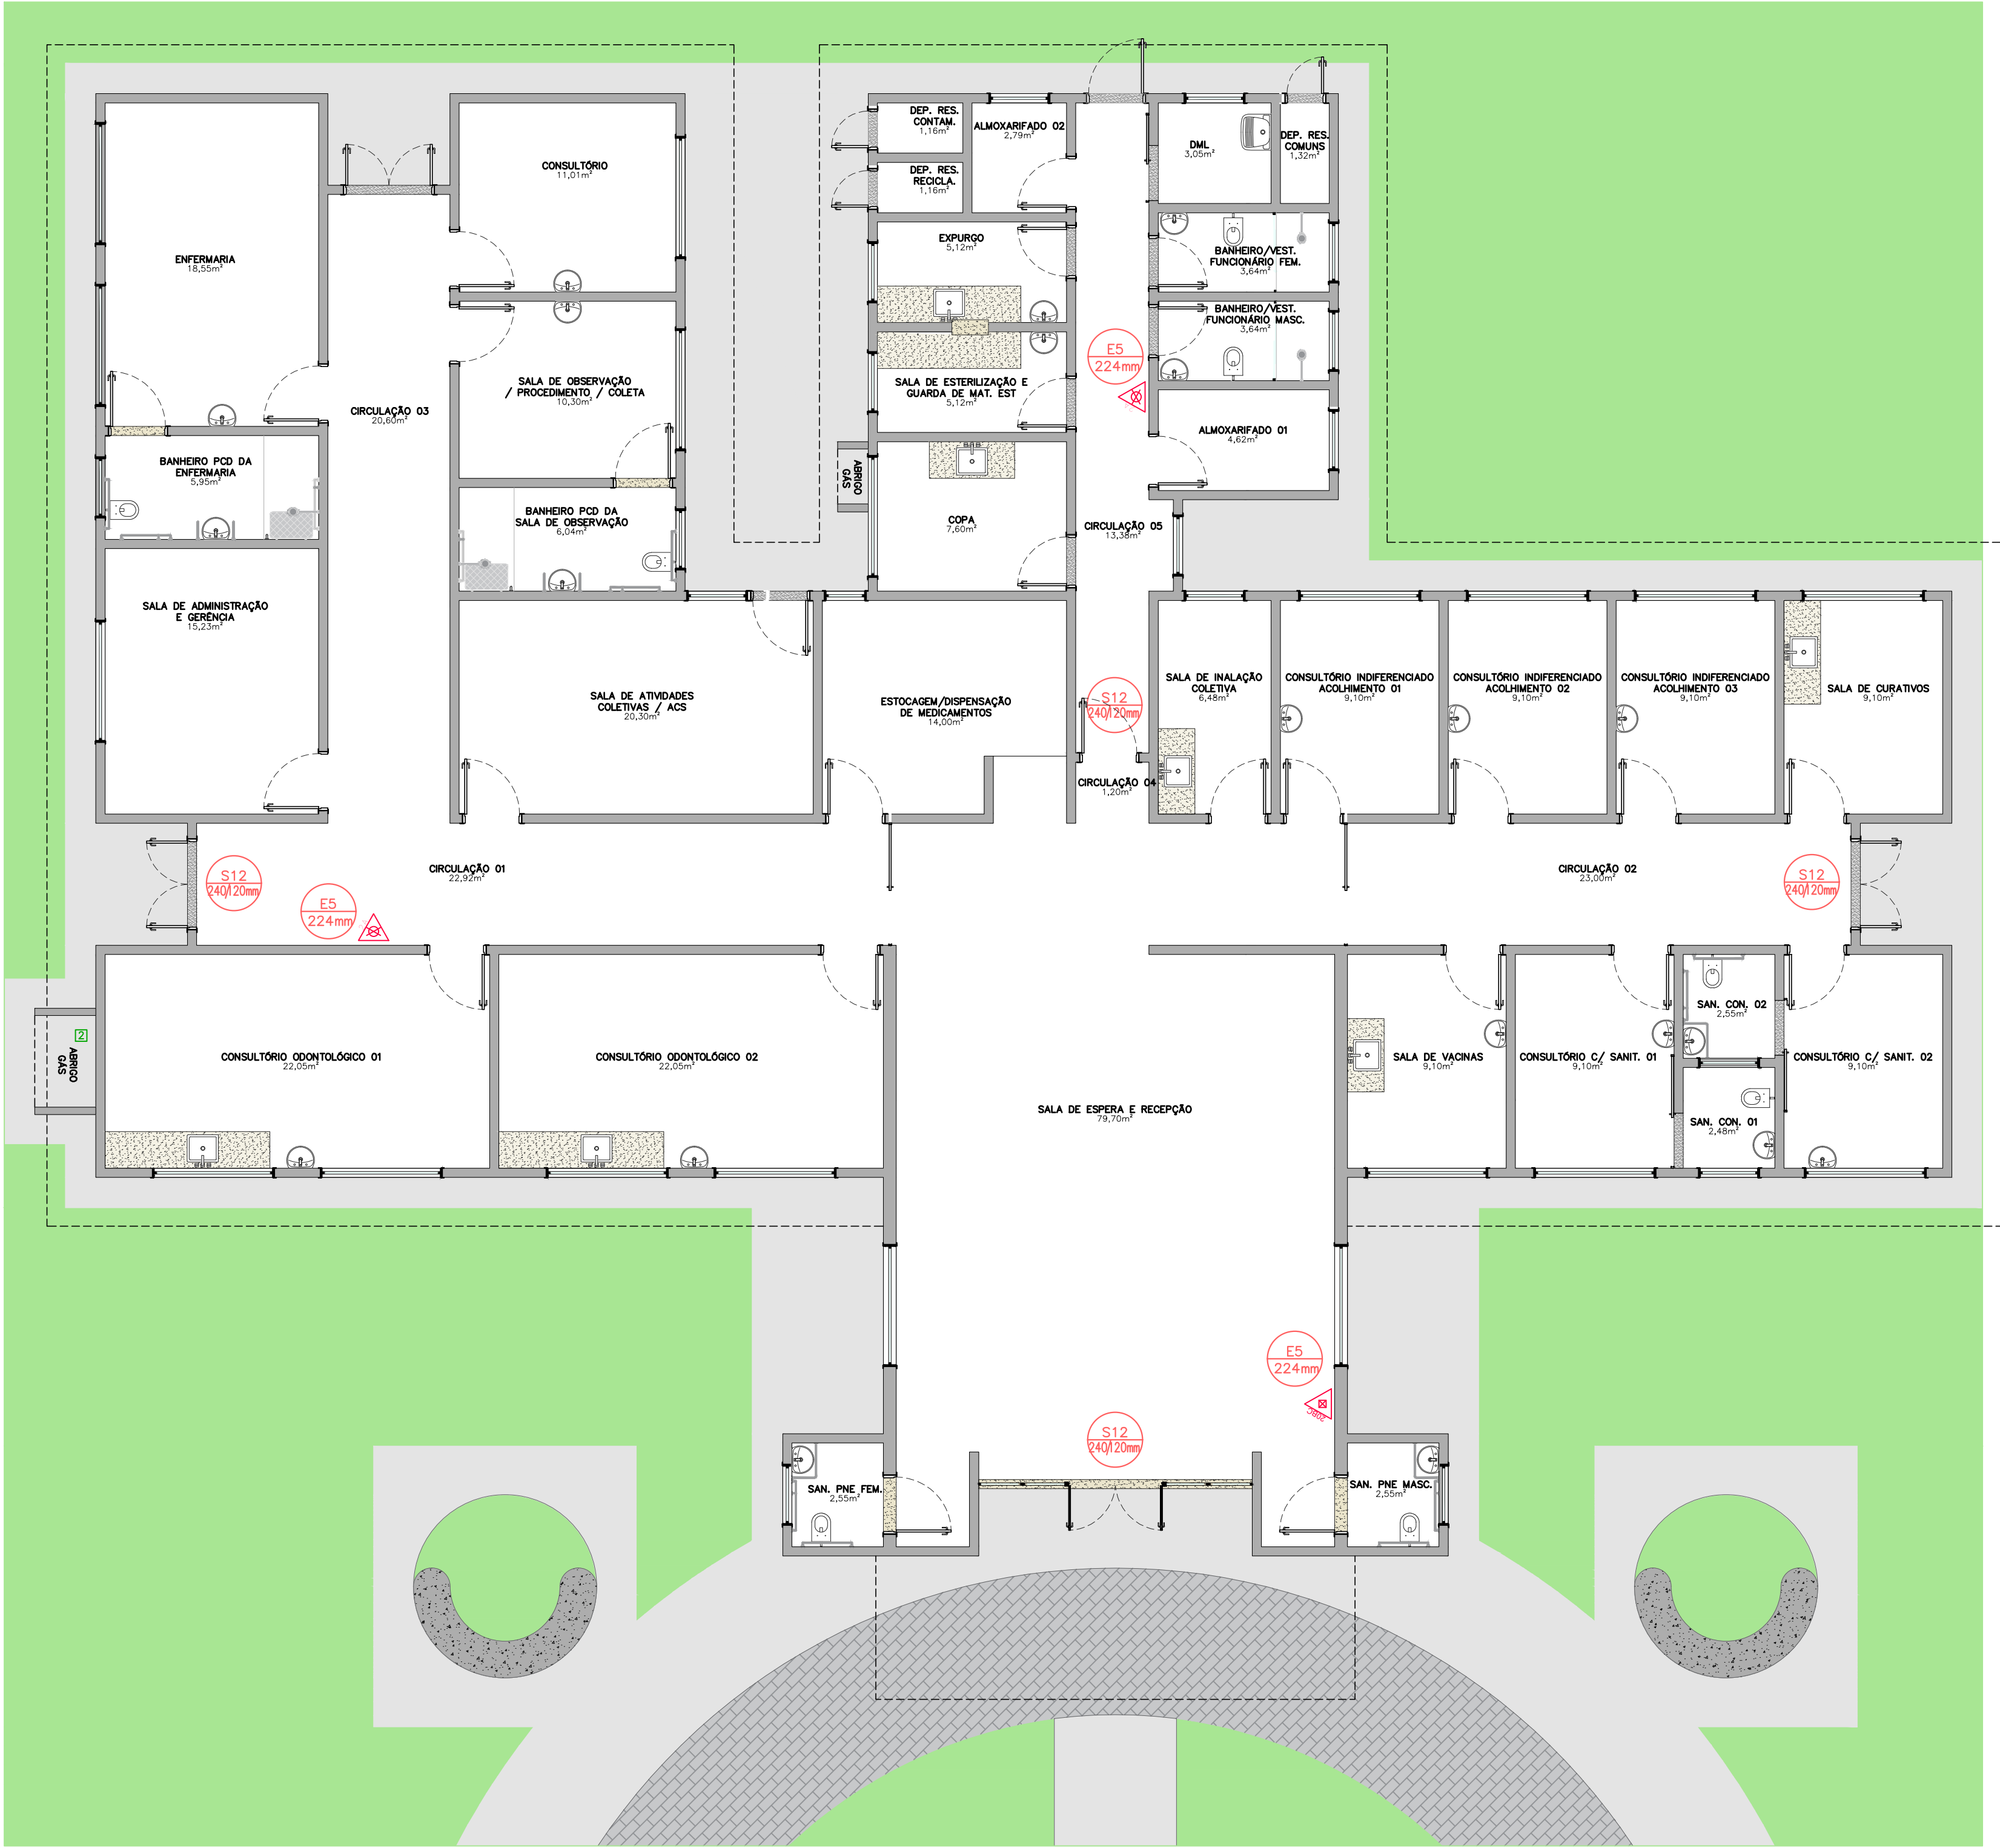 DEP. RES.
CONTAM.
1,16m²
ALMOXARIFADO 02
2,79m²
DML
3,05m²
DEP. RES.
COMUNS
1,32m²
CONSULTÓRIO
11,01m²
DEP. RES.
RECICLA.
1,16m²
ENFERMARIA
18,55m²
EXPURGO
5,12m²
BANHEIRO/VEST.
FUNCIONÁRIO FEM.
3,64m²
BANHEIRO/VEST.
FUNCIONÁRIO MASC.
3,64m²
E5
224mm
SALA DE OBSERVAÇÃO
/ PROCEDIMENTO / COLETA
10,30m²
SALA DE ESTERILIZAÇÃO E
GUARDA DE MAT. EST
5,12m²
CIRCULAÇÃO 03
20,60m²
ALMOXARIFADO 01
4,62m²
BANHEIRO PCD DA
ENFERMARIA
5,95m²
ABRIGO
GÁS
BANHEIRO PCD DA
SALA DE OBSERVAÇÃO
6,04m²
COPA
7,60m²
CIRCULAÇÃO 05
13,38m²
SALA DE ADMINISTRAÇÃO
E GERÊNCIA
15,23m²
SALA DE ATIVIDADES
COLETIVAS / ACS
20,30m²
ESTOCAGEM/DISPENSAÇÃO
DE MEDICAMENTOS
14,00m²
S12
240/120mm
SALA DE INALAÇÃO
COLETIVA
6,48m²
CONSULTÓRIO INDIFERENCIADO
ACOLHIMENTO 01
9,10m²
CONSULTÓRIO INDIFERENCIADO
ACOLHIMENTO 02
9,10m²
CONSULTÓRIO INDIFERENCIADO
ACOLHIMENTO 03
9,10m²
SALA DE CURATIVOS
9,10m²
CIRCULAÇÃO 04
1,20m²
S12
240/120mm
CIRCULAÇÃO 01
22,92m²
CIRCULAÇÃO 02
23,00m²
S12
240/120mm
E5
224mm
2
ABRIGO
GÁS
CONSULTÓRIO ODONTOLÓGICO 01
22,05m²
CONSULTÓRIO ODONTOLÓGICO 02
22,05m²
SALA DE ESPERA E RECEPÇÃO
79,70m²
SALA DE VACINAS
9,10m²
CONSULTÓRIO C/ SANIT. 01
9,10m²
SAN. CON. 02
2,55m²
CONSULTÓRIO C/ SANIT. 02
9,10m²
SAN. CON. 01
2,48m²
E5
224mm
20BC
S12
240/120mm
SAN. PNE FEM.
2,55m²
SAN. PNE MASC.
2,55m²